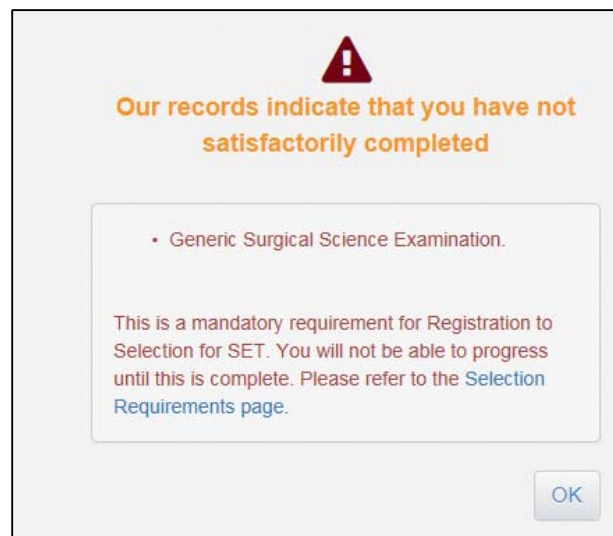 Our records indicate that you have not
satisfactorily completed
• Generic Surgical Science Examination.
This is a mandatory requirement for Registration to
Selection for SET. You will not be able to progress
until this is complete. Please refer to the Selection
Requirements page.
OK